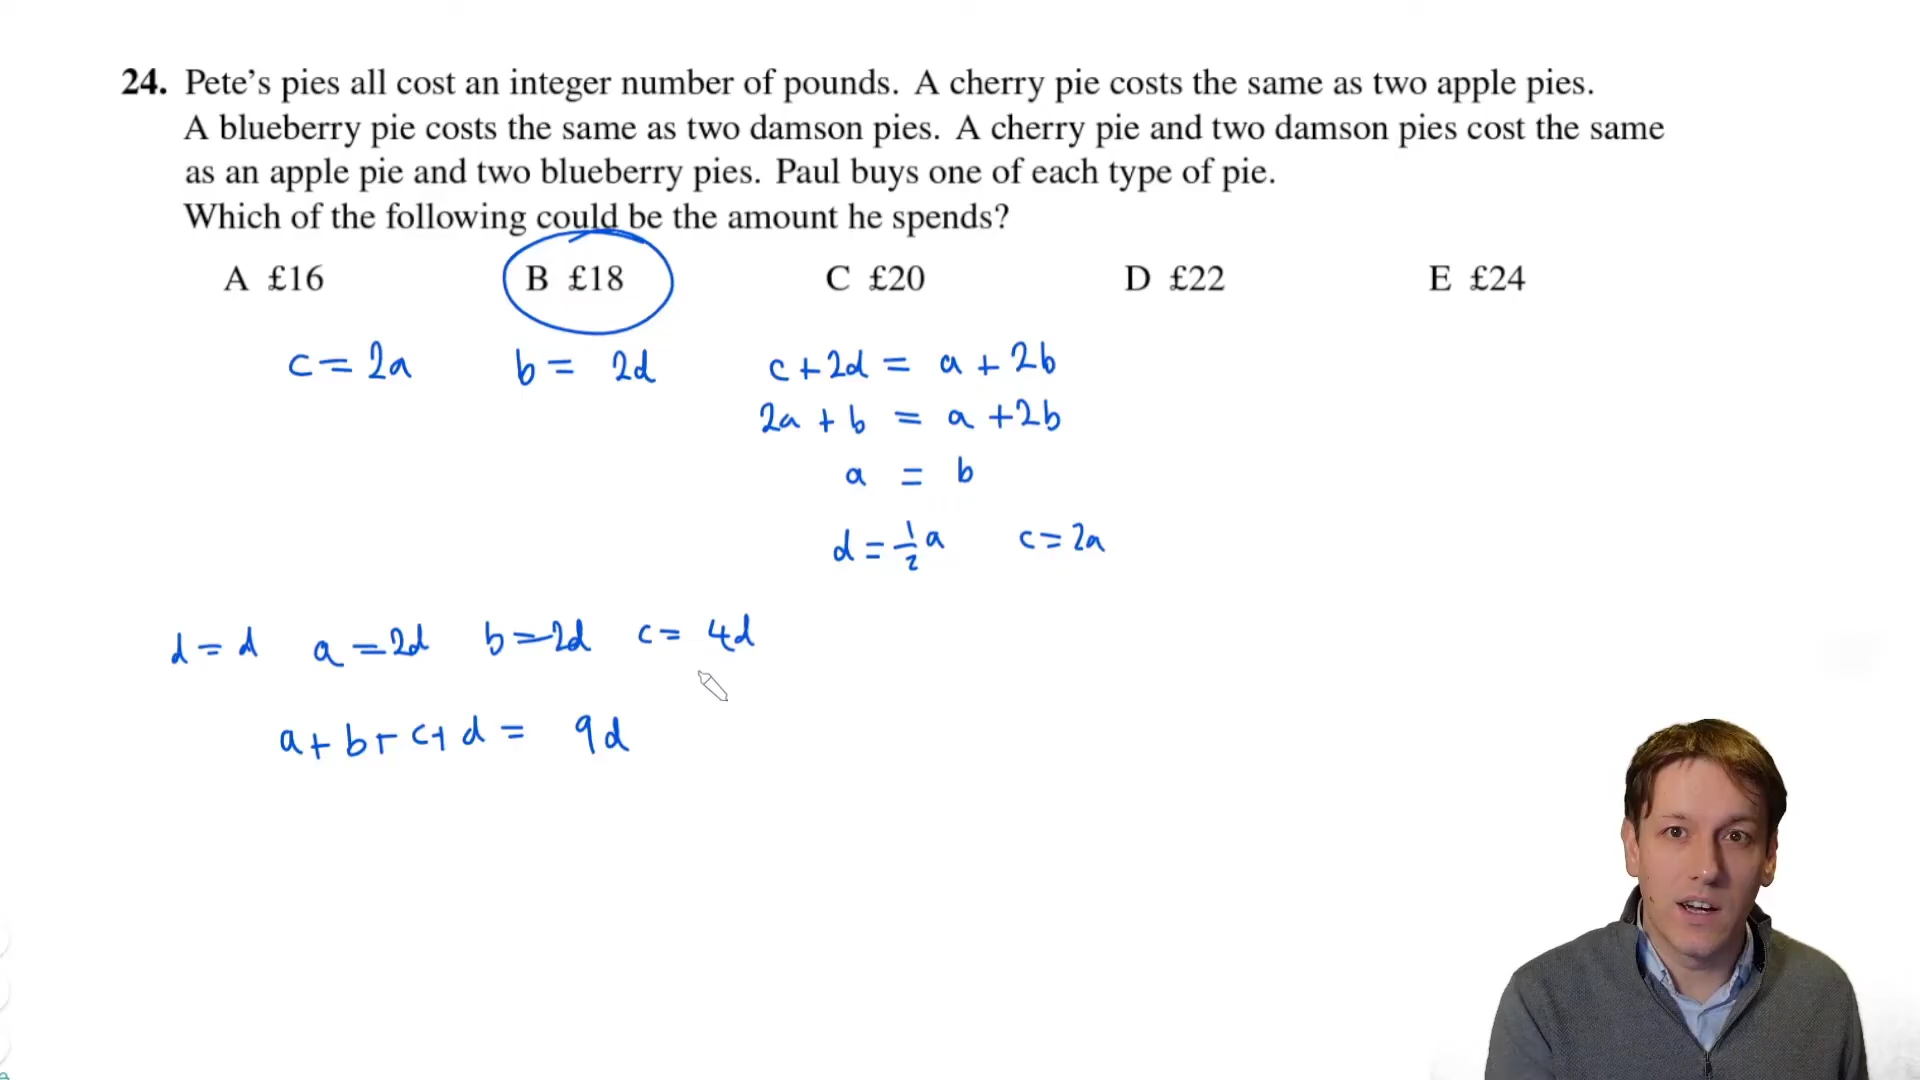 24. Pete's pies all cost an integer number of pounds. A cherry pie costs the same as two apple pies.
A blueberry pie costs the same as two damson pies. A cherry pie and two damson pies cost the same
as an apple pie and two blueberry pies. Paul buys one of each type of pie.
Which of the following could be the amount he spends?
A £16 B £18 C £20 D £22 E £24
c = 2a b = 2d c + 2d = a + 2b
2a + b = a + 2b
a = b
d = 1/2 a c = 2a
d = d a = 2d b = 2d c = 4d
a + b + c + d = 9d